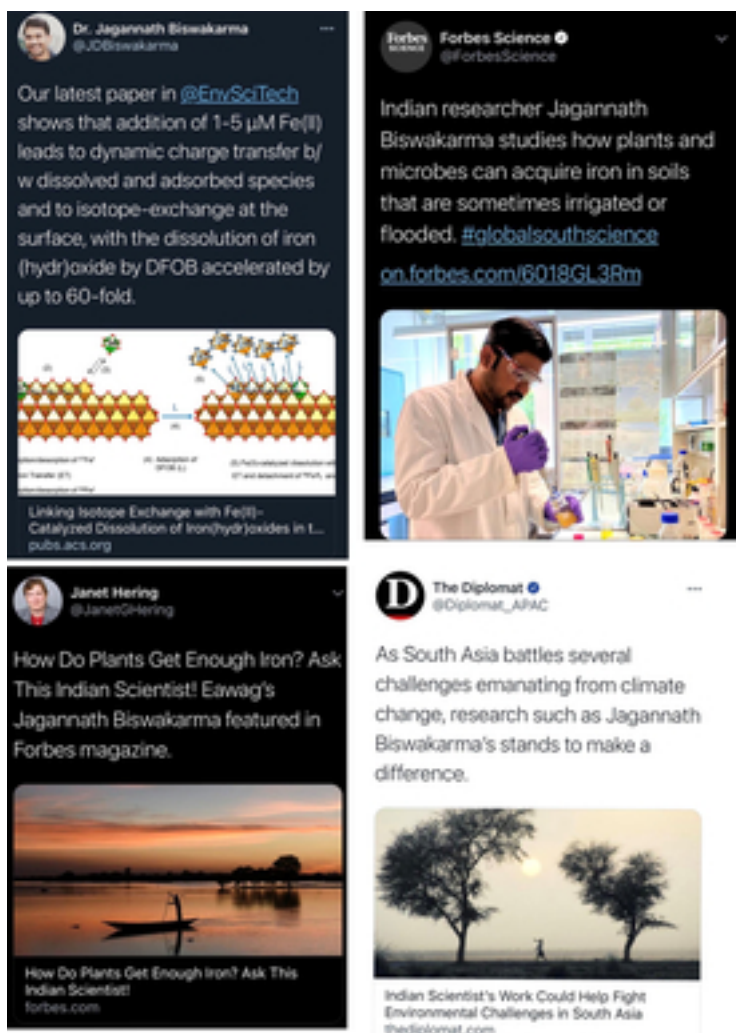 Dr. Jagannath Biswakarma
@JDBiswakarma
Our latest paper in @EnvSciTech
shows that addition of 1-5 µM Fe(II)
leads to dynamic charge transfer b/
w dissolved and adsorbed species
and to isotope-exchange at the
surface, with the dissolution of iron
(hydr)oxide by DFOB accelerated by
up to 60-fold.
Linking Isotope Exchange with Fe(II)-
Catalyzed Dissolution of Iron(hydr)oxides in t...
pubs.acs.org
Forbes
SCIENCE
Forbes Science
@ForbesScience
Indian researcher Jagannath
Biswakarma studies how plants and
microbes can acquire iron in soils
that are sometimes irrigated or
flooded. #globalsouthscience
on.forbes.com/6018GL3Rm
Janet Hering
@JanetGHering
How Do Plants Get Enough Iron? Ask
This Indian Scientist! Eawag's
Jagannath Biswakarma featured in
Forbes magazine.
How Do Plants Get Enough Iron? Ask This
Indian Scientist!
forbes.com
D
The Diplomat
@Diplomat_APAC
As South Asia battles several
challenges emanating from climate
change, research such as Jagannath
Biswakarma's stands to make a
difference.
Indian Scientist's Work Could Help Fight
Environmental Challenges in South Asia
thediplomat.com